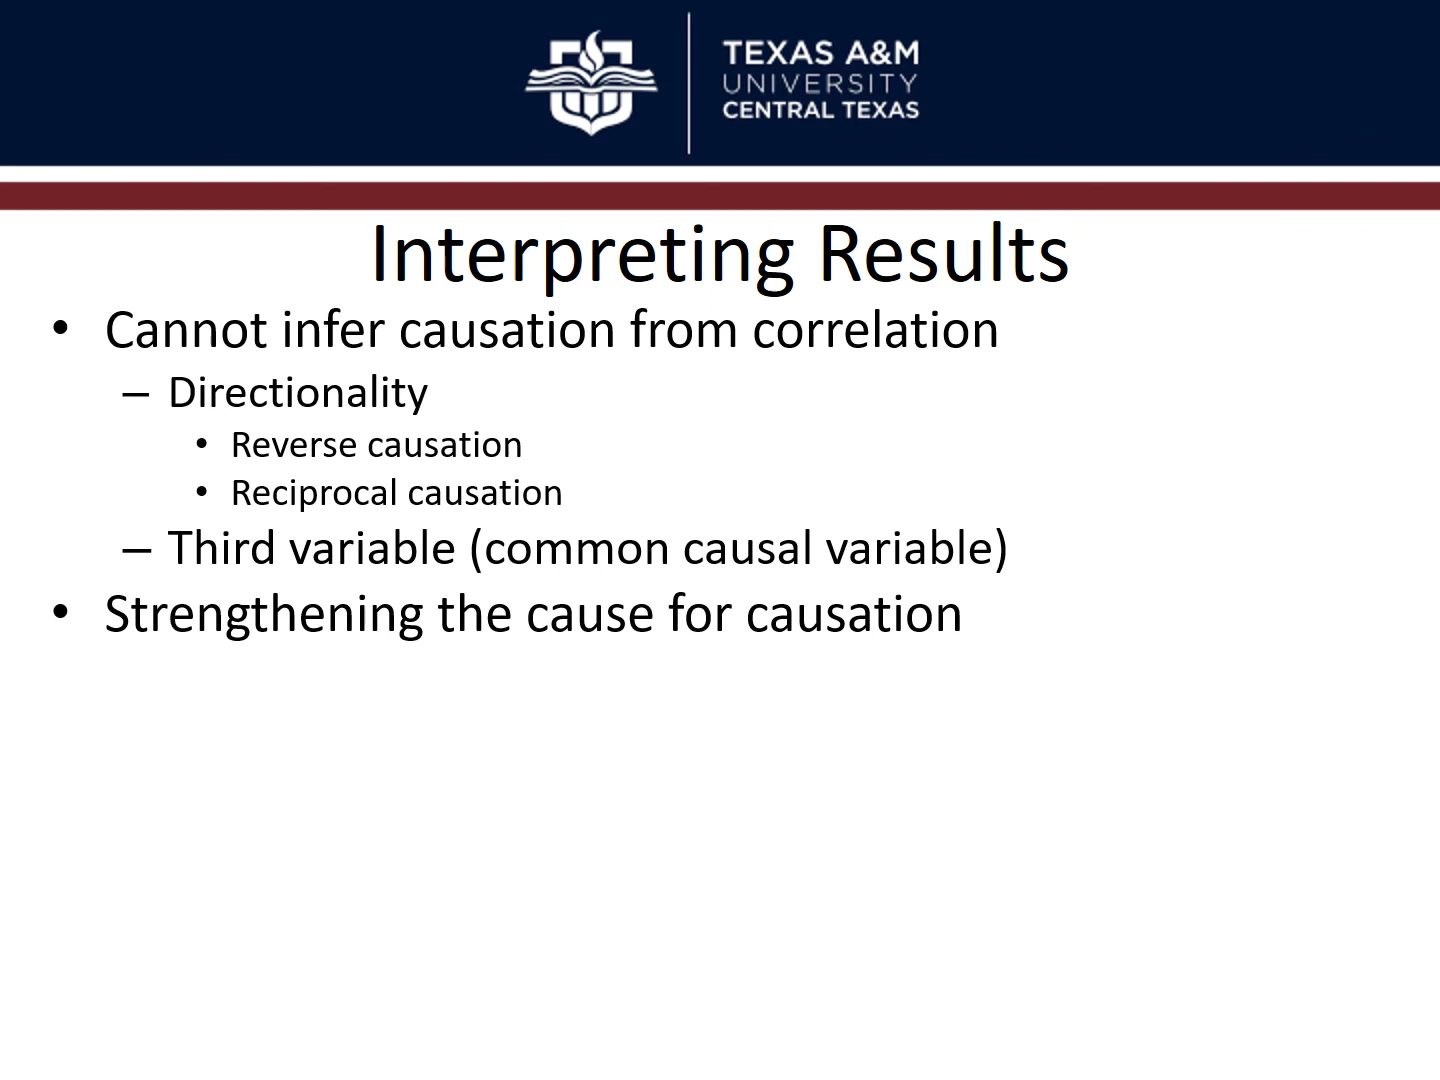 TEXAS A&M
UNIVERSITY
CENTRAL TEXAS
Interpreting Results
• Cannot infer causation from correlation
– Directionality
• Reverse causation
• Reciprocal causation
– Third variable (common causal variable)
• Strengthening the cause for causation